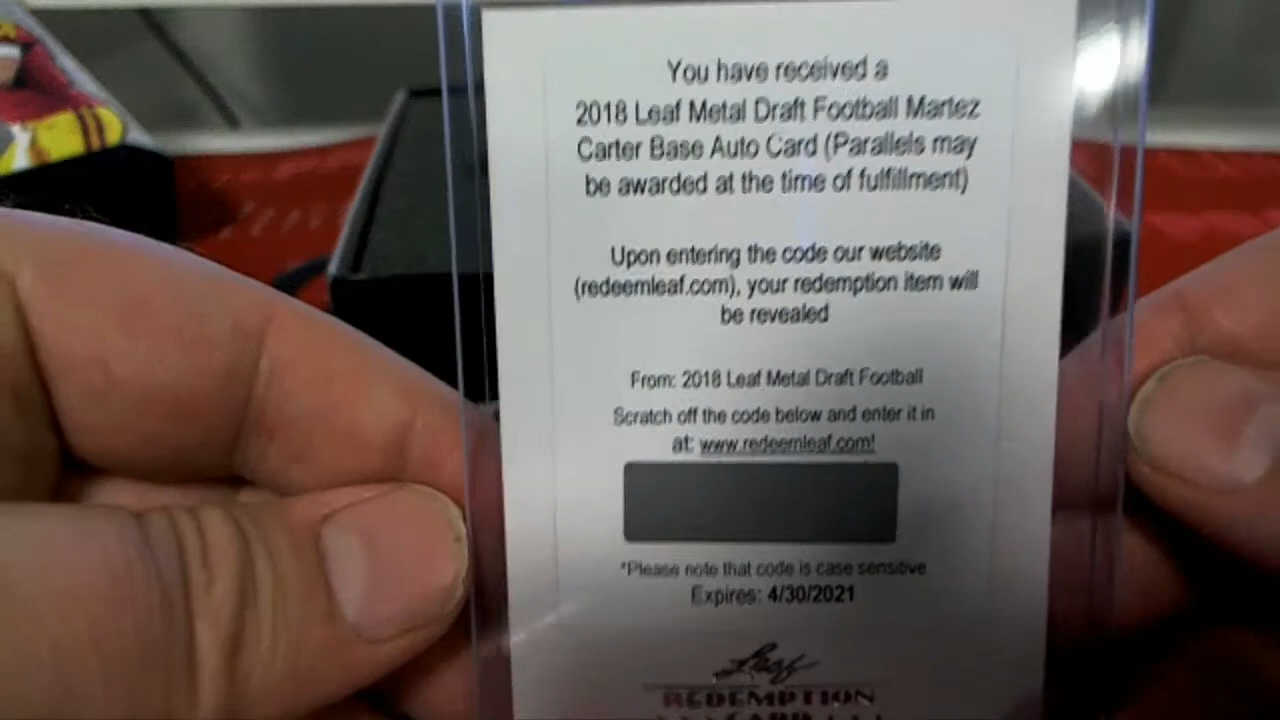 You have received a
2018 Leaf Metal Draft Football Martez
Carter Base Auto Card (Parallels may
be awarded at the time of fulfillment)
Upon entering the code our website
(redeemleaf.com), your redemption item will
be revealed
From: 2018 Leaf Metal Draft Football
Scratch off the code below and enter it in
at: www.redeemleaf.com!
*Please note that code is case sensitive
Expires: 4/30/2021
Leaf
REDEMPTION
CARD